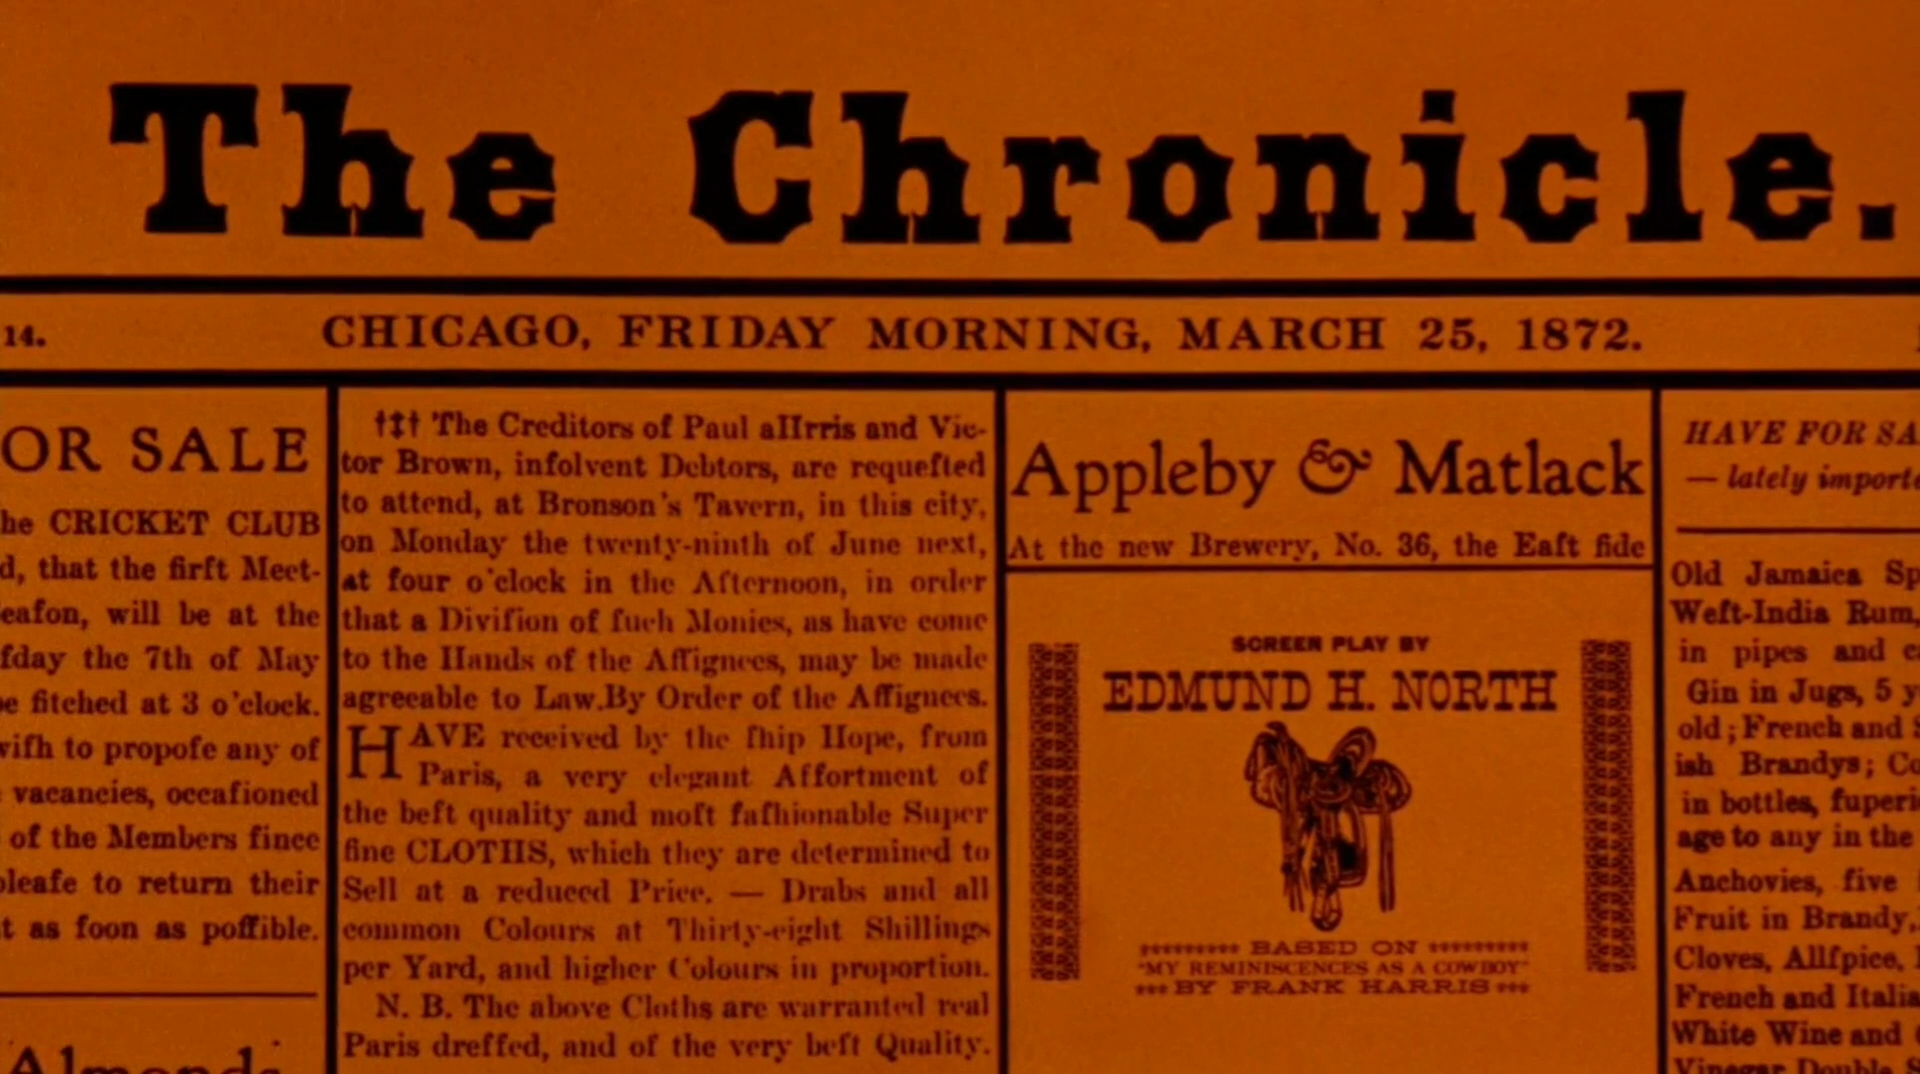 The Chronicle.
14.
CHICAGO, FRIDAY MORNING, MARCH 25, 1872.
OR SALE
he CRICKET CLUB
d, that the firft Meet-
eafon, will be at the
fday the 7th of May
e fitched at 3 o'clock.
vifh to propofe any of
vacancies, occafioned
of the Members fince
leafe to return their
t as foon as poffible.
Almonds
†‡† The Creditors of Paul aHrris and Vic-
tor Brown, infolvent Debtors, are requefted
to attend, at Bronson's Tavern, in this city,
on Monday the twenty-ninth of June next,
at four o'clock in the Afternoon, in order
that a Divifion of fuch Monies, as have come
to the Hands of the Affignees, may be made
agreeable to Law.By Order of the Affignees.
HAVE received by the fhip Hope, from
Paris, a very elegant Affortment of
the beft quality and moft fafhionable Super
fine CLOTHS, which they are determined to
Sell at a reduced Price. — Drabs and all
common Colours at Thirty-eight Shillings
per Yard, and higher Colours in proportion.
N. B. The above Cloths are warranted real
Paris dreffed, and of the very beft Quality.
Appleby & Matlack
At the new Brewery, No. 36, the Eaft fide
SCREEN PLAY BY
EDMUND H. NORTH
BASED ON
"MY REMINISCENCES AS A COWBOY"
BY FRANK HARRIS
HAVE FOR SA
— lately importe
Old Jamaica Sp
Weft-India Rum,
in pipes and c
Gin in Jugs, 5 y
old; French and S
ish Brandys; Co
in bottles, fuperi
age to any in the
Anchovies, five
Fruit in Brandy,
Cloves, Allfpice,
French and Italia
White Wine and
Vinegar Double S